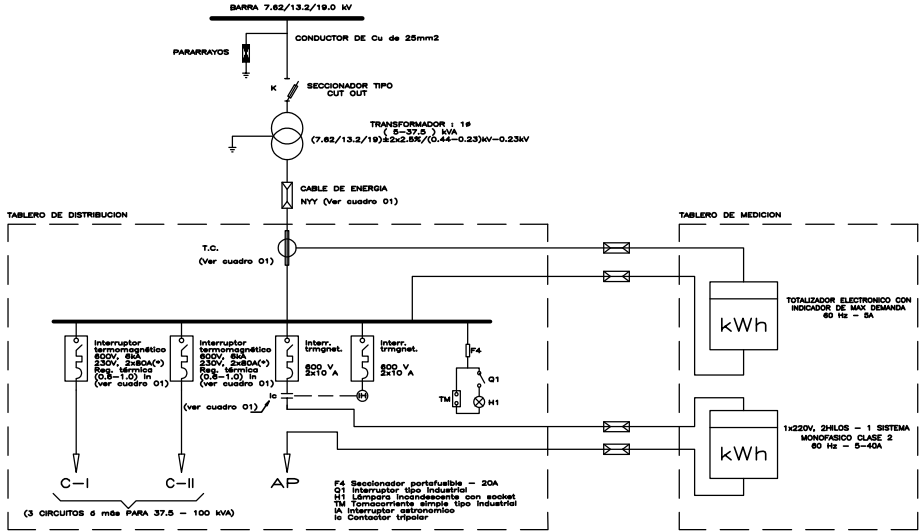 BARRA 7.62/13.2/19.0 kV
CONDUCTOR DE Cu de 25mm2
PARARRAYOS
K
SECCIONADOR TIPO
CUT OUT
TRANSFORMADOR : 1ø
( 5-37.5 ) kVA
(7.62/13.2/19)±2x2.5%/(0.44-0.23)kV-0.23kV
CABLE DE ENERGIA
NYY (Ver cuadro 01)
TABLERO DE DISTRIBUCION
TABLERO DE MEDICION
T.C.
(Ver cuadro 01)
TOTALIZADOR ELECTRONICO CON
INDICADOR DE MAX DEMANDA
60 Hz - 5A
kWh
Interruptor
termomagnético
600V, 6kA
230V, 2x80A(*)
Reg. térmica
(0.8-1.0) In
(ver cuadro 01)
Interruptor
termomagnético
600V, 6kA
230V, 2x80A(*)
Reg. térmica
(0.8-1.0) In
(ver cuadro 01)
Interr.
trmgnet.
600 V
2x10 A
Interr.
trmgnet.
600 V
2x10 A
F4
Q1
TM
H1
Ic
IH
(ver cuadro 01)
1x220V, 2HILOS - 1 SISTEMA
MONOFASICO CLASE 2
60 Hz - 5-40A
kWh
C-I
C-II
AP
(3 CIRCUITOS ó más PARA 37.5 - 100 kVA)
F4 Seccionador portafusible - 20A
Q1 Interruptor tipo industrial
H1 Lámpara incandescente con socket
TM Tomacorriente simple tipo industrial
IA Interruptor astronomico
Ic Contactor tripolar